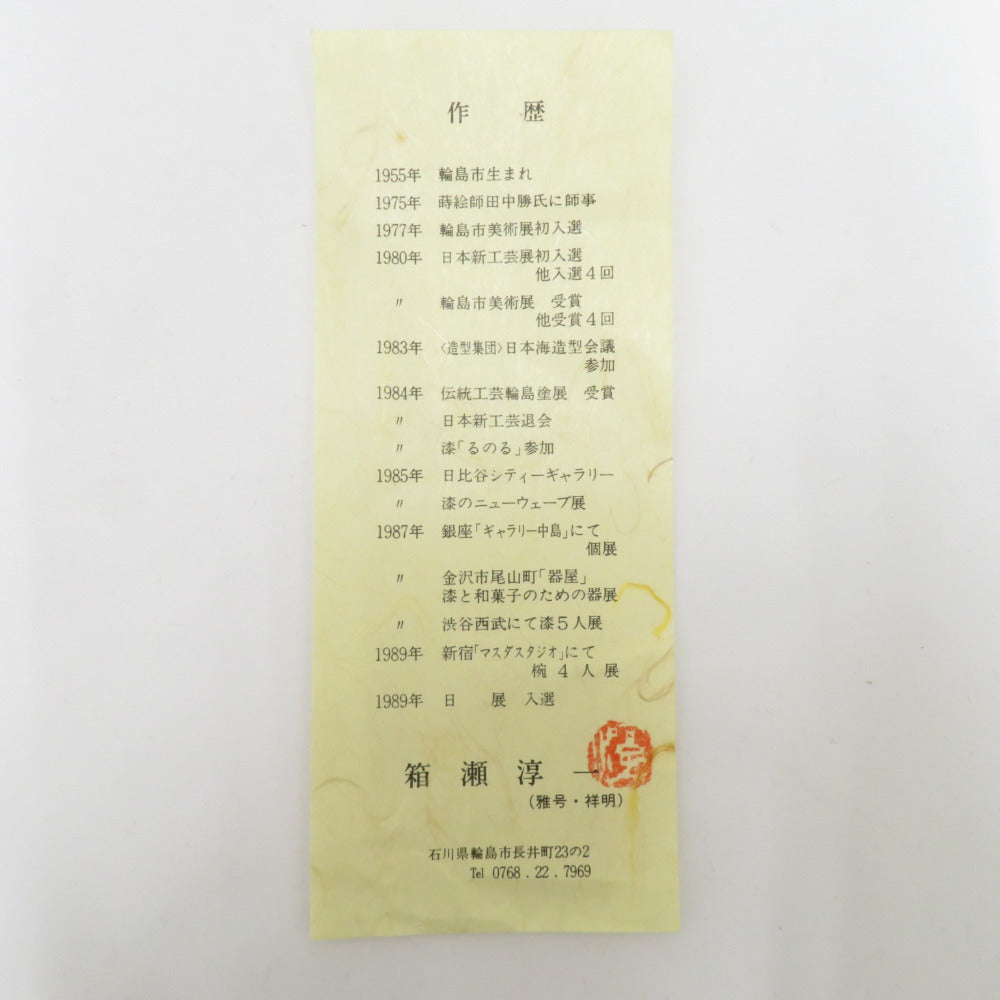 作 歴
1955年 輪島市生まれ
1975年 蒔絵師田中勝氏に師事
1977年 輪島市美術展初入選
1980年 日本新工芸展初入選
他入選4回
〃 輪島市美術展 受賞
他受賞4回
1983年 〈造型集団〉日本海造型会議
参加
1984年 伝統工芸輪島塗展 受賞
〃 日本新工芸退会
〃 漆「るのる」参加
1985年 日比谷シティーギャラリー
〃 漆のニューウェーブ展
1987年 銀座「ギャラリー中島」にて
個展
〃 金沢市尾山町「器屋」
漆と和菓子のための器展
〃 渋谷西武にて漆5人展
1989年 新宿「マスダスタジオ」にて
椀4人展
1989年 日 展 入選
箱瀬淳一
(雅号・祥明)
石川県輪島市長井町23の2
Tel 0768.22.7969